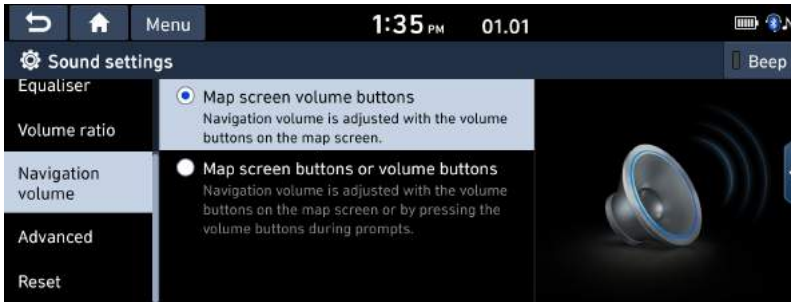 Menu 1:35 PM 01.01
Sound settings Beep
Equaliser
Volume ratio
Navigation
volume
Advanced
Reset
Map screen volume buttons
Navigation volume is adjusted with the volume
buttons on the map screen.
Map screen buttons or volume buttons
Navigation volume is adjusted with the volume
buttons on the map screen or by pressing the
volume buttons during prompts.